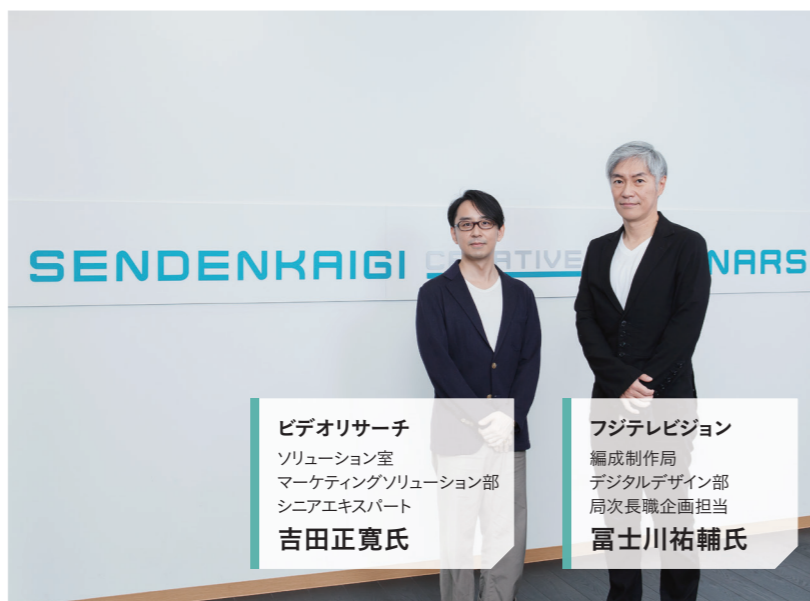 SENDENKAIGI CREATIVE NARS
ビデオリサーチ
ソリューション室
マーケティングソリューション部
シニアエキスパート
吉田正寛氏
フジテレビジョン
編成制作局
デジタルデザイン部
局次長職企画担当
冨士川祐輔氏